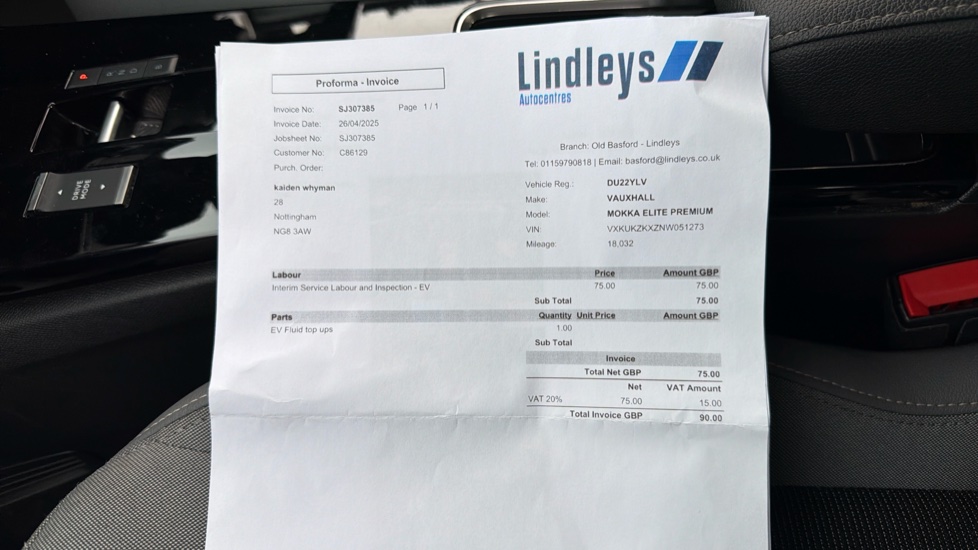 Proforma - Invoice
Lindleys
Autocentres
Invoice No: SJ307385 Page 1 / 1
Invoice Date: 26/04/2025
Jobsheet No: SJ307385
Customer No: C86129
Purch. Order:
Branch: Old Basford - Lindleys
Tel: 01159790818 | Email: basford@lindleys.co.uk
kaiden whyman
28
Nottingham
NG8 3AW
Vehicle Reg.: DU22YLV
Make: VAUXHALL
Model: MOKKA ELITE PREMIUM
VIN: VXKUKZKXZNW051273
Mileage: 18,032
Labour Price Amount GBP
Interim Service Labour and Inspection - EV 75.00 75.00
Sub Total 75.00
Parts Quantity Unit Price Amount GBP
EV Fluid top ups 1.00
Sub Total
Invoice
Total Net GBP 75.00
Net VAT Amount
VAT 20% 75.00 15.00
Total Invoice GBP 90.00
P R N D B
DRIVE
MODE